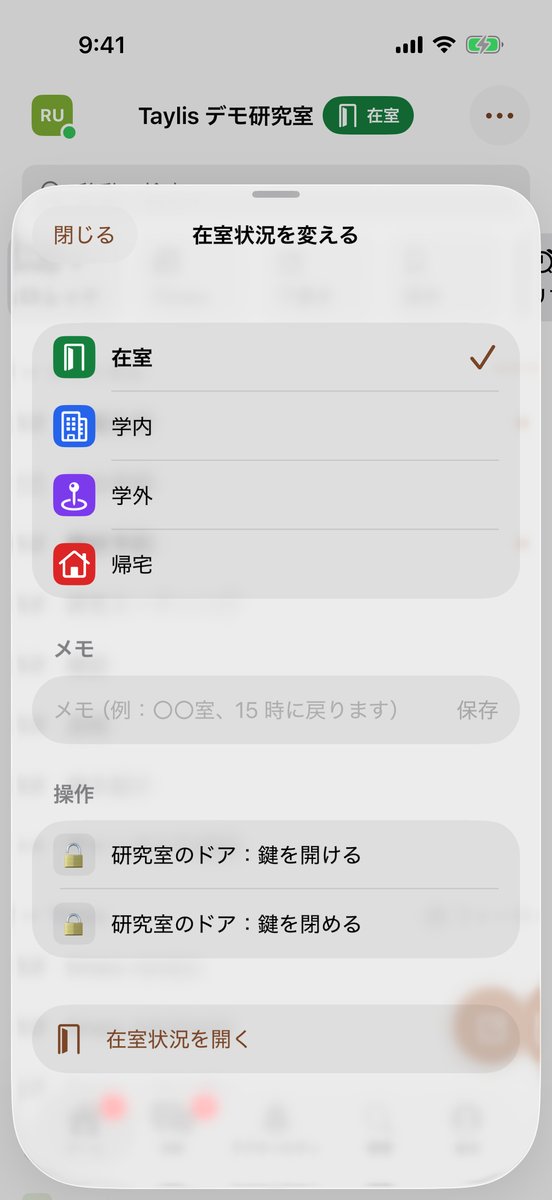 9:41
RU
Taylis デモ研究室
在室
閉じる
在室状況を変える
在室
学内
学外
帰宅
メモ
メモ（例：〇〇室、15 時に戻ります）
保存
操作
研究室のドア：鍵を開ける
研究室のドア：鍵を閉める
在室状況を開く